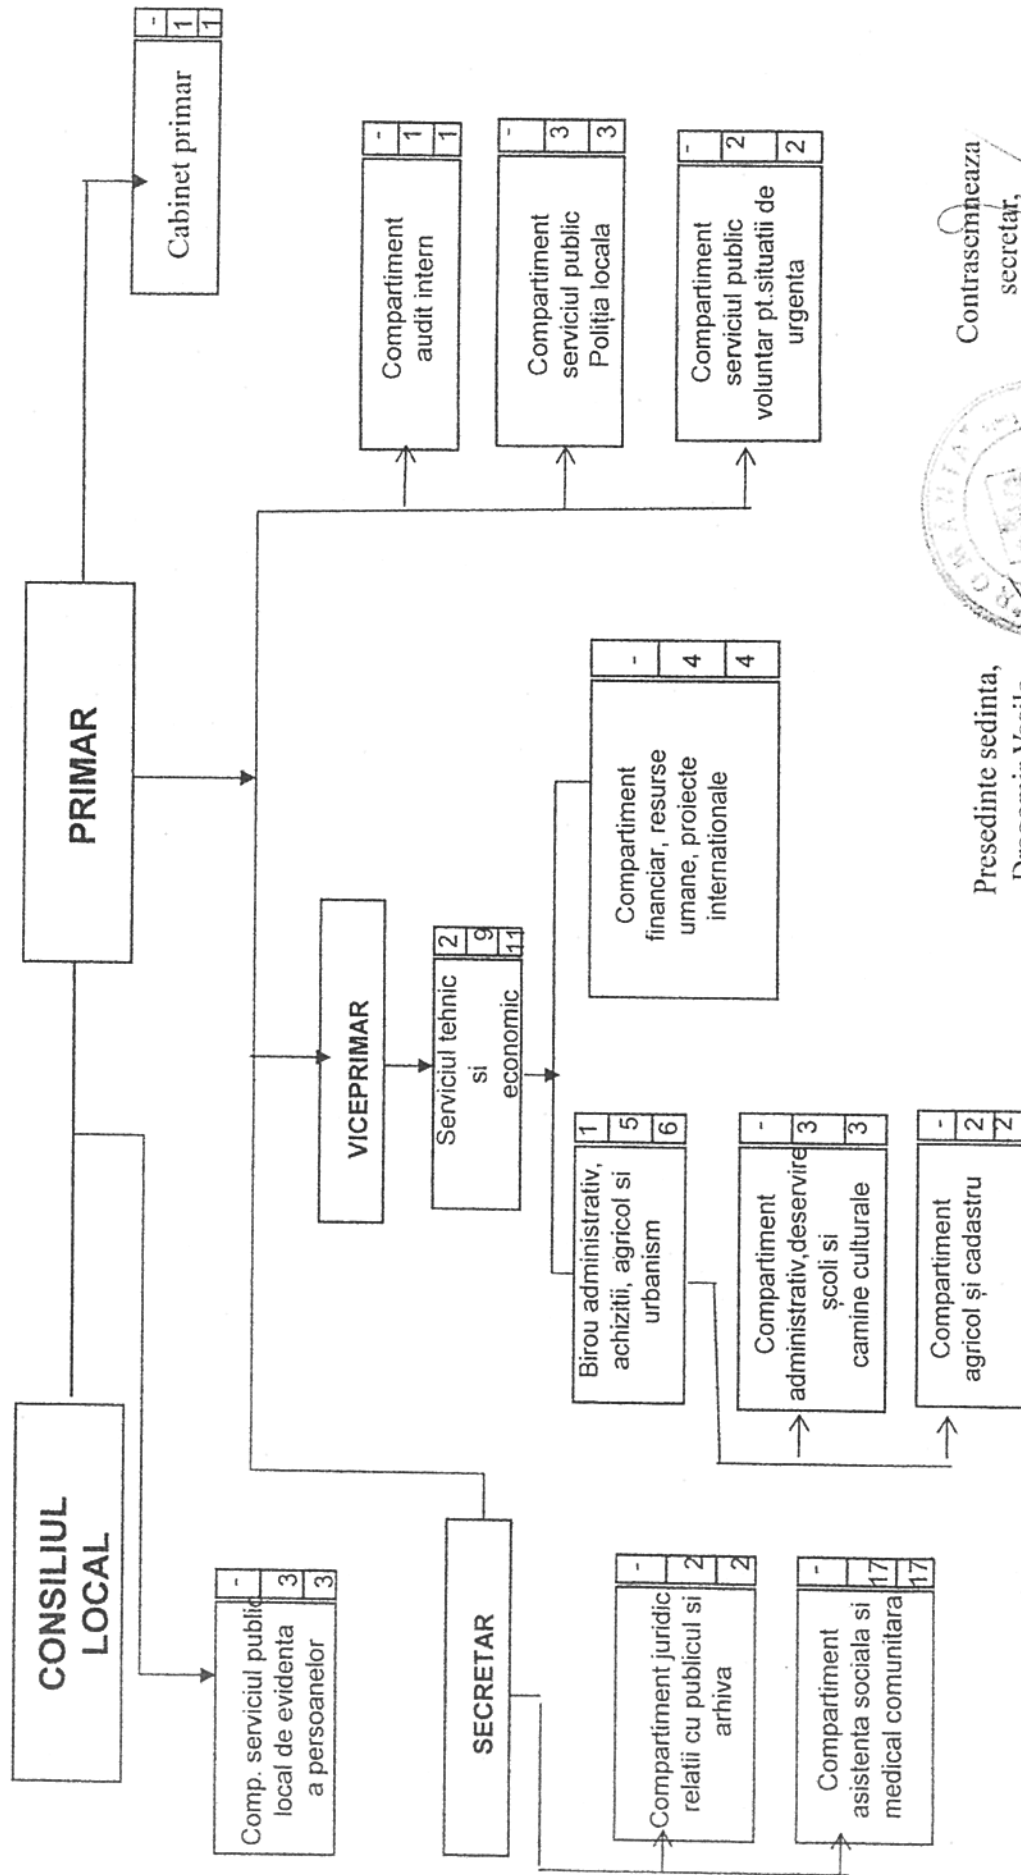 CONSILIUL
LOCAL
PRIMAR
Cabinet primar
-
1
1
Comp. serviciul public
local de evidenta
a persoanelor
-
3
3
VICEPRIMAR
Serviciul tehnic
si
economic
2
9
11
SECRETAR
Compartiment juridic
relatii cu publicul si
arhiva
-
2
2
Compartiment
asistenta sociala si
medical comunitara
-
17
17
Birou administrativ,
achizitii, agricol si
urbanism
1
5
6
Compartiment
administrativ,deservire
școli si
camine culturale
-
3
3
Compartiment
agricol și cadastru
-
2
2
Compartiment
financiar, resurse
umane, proiecte
internationale
-
4
4
Compartiment
audit intern
-
1
1
Compartiment
serviciul public
Poliția locala
-
3
3
Compartiment
serviciul public
voluntar pt.situatii de
urgenta
-
2
2
Presedinte sedinta,
Contrasemneaza
secretar,
ROMANIA